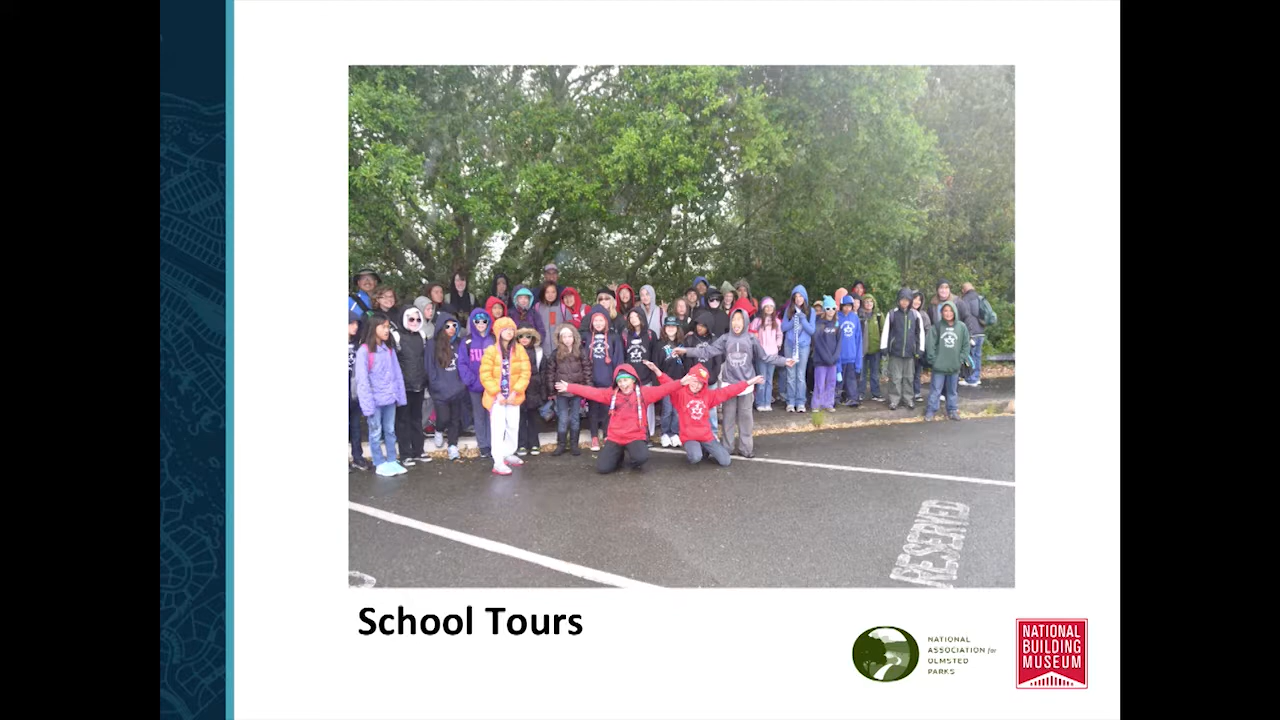 RESERVED
School Tours
NATIONAL
ASSOCIATION for
OLMSTED
PARKS
NATIONAL
BUILDING
MUSEUM